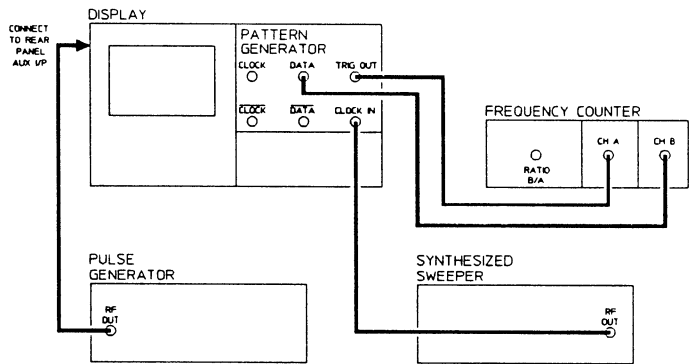 DISPLAY
CONNECT
TO REAR
PANEL
AUX I/P
PATTERN
GENERATOR
CLOCK DATA TRIG OUT
CLOCK DATA CLOCK IN
FREQUENCY COUNTER
CH A CH B
RATIO
B/A
PULSE
GENERATOR
RF
OUT
SYNTHESIZED
SWEEPER
RF
OUT